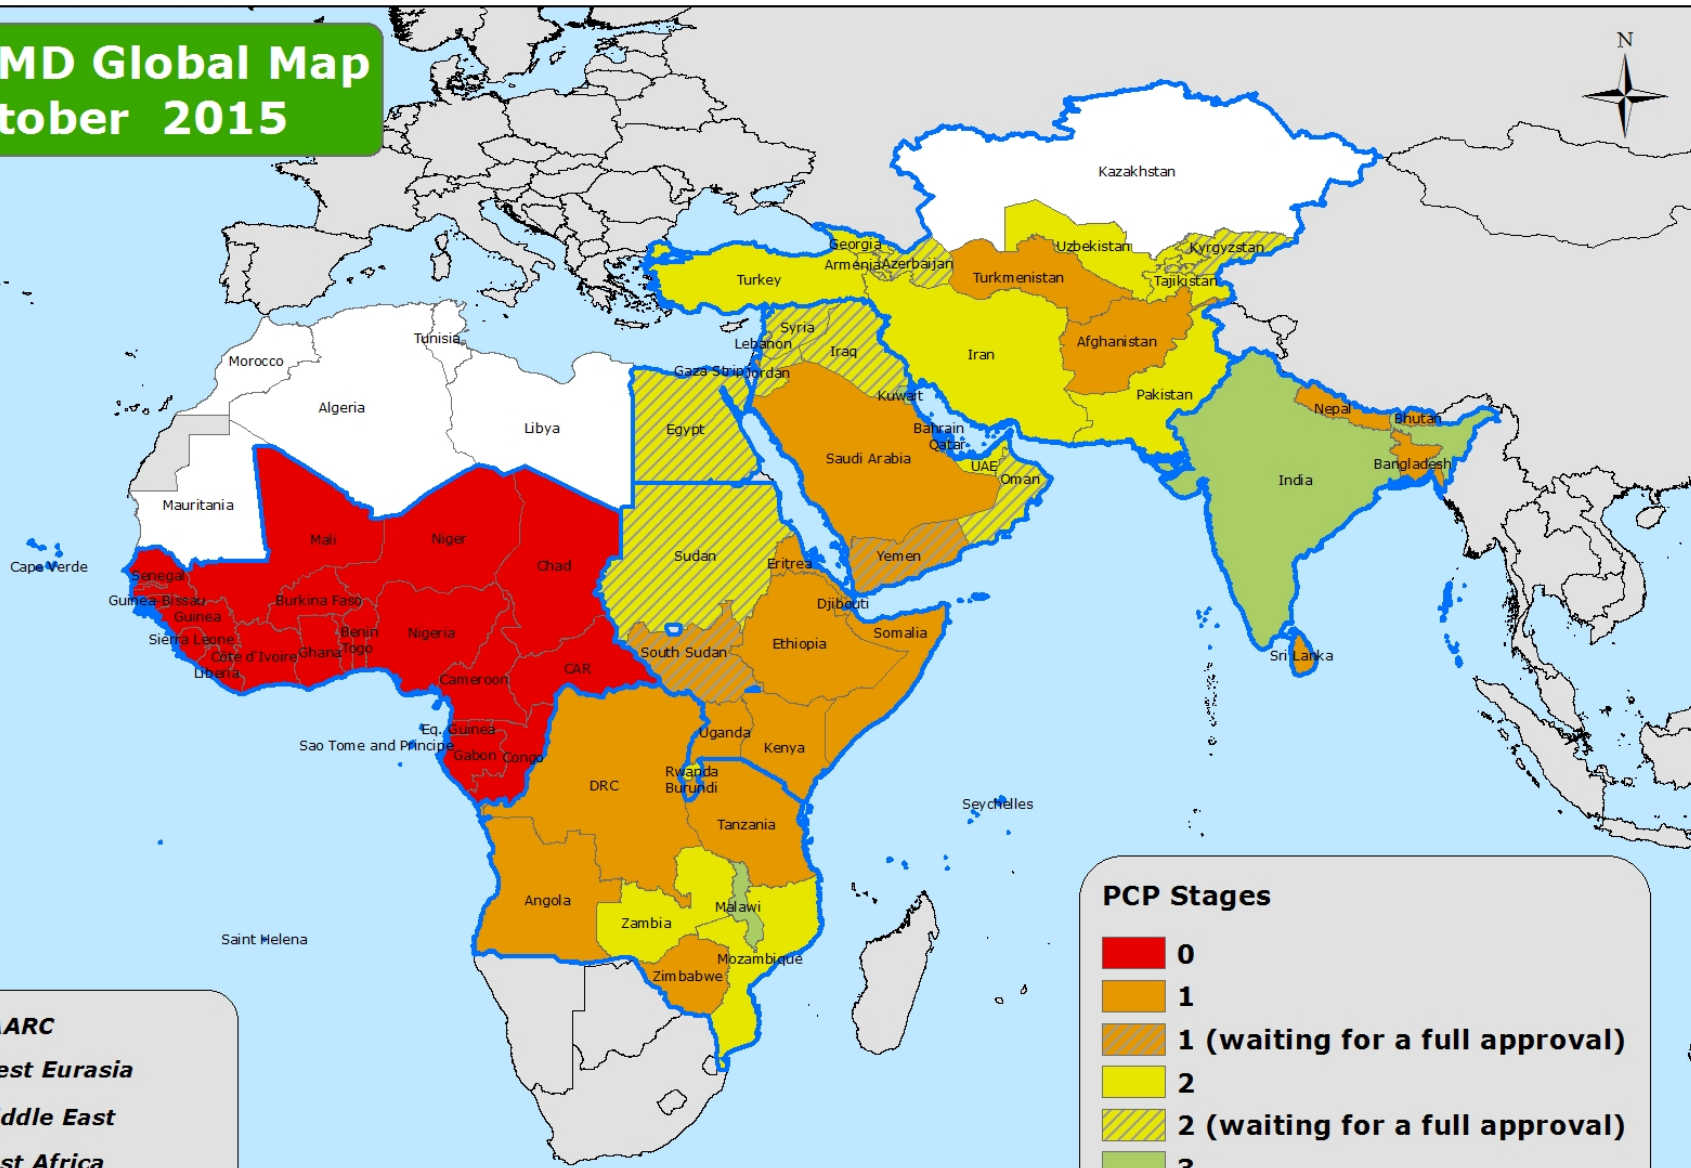 MD Global Map
tober 2015
N
Kazakhstan
Georgia
Uzbekistan
Kyrgyzstan
Armenia
Azerbaijan
Turkey
Turkmenistan
Tajikistan
Syria
Tunisia
Lebanon
Afghanistan
Iraq
Iran
Morocco
Gaza Strip
Jordan
Kuwait
Pakistan
Algeria
Nepal
Bhutan
Libya
Egypt
Bahrain
Qatar
Saudi Arabia
UAE
Bangladesh
Oman
India
Mauritania
Mali
Niger
Sudan
Yemen
Cape Verde
Chad
Eritrea
Senegal
Guinea-Bissau
Burkina Faso
Djibouti
Guinea
Benin
Nigeria
Somalia
Sierra Leone
Togo
Ethiopia
Côte d'Ivoire
Ghana
South Sudan
Sri Lanka
Liberia
CAR
Cameroon
Eq. Guinea
Uganda
Sao Tome and Principe
Kenya
Gabon
Congo
Rwanda
DRC
Burundi
Seychelles
Tanzania
Angola
Malawi
Zambia
Saint Helena
Mozambique
Zimbabwe
PCP Stages
0
1
1 (waiting for a full approval)
2
2 (waiting for a full approval)
3
AARC
est Eurasia
ddle East
st Africa